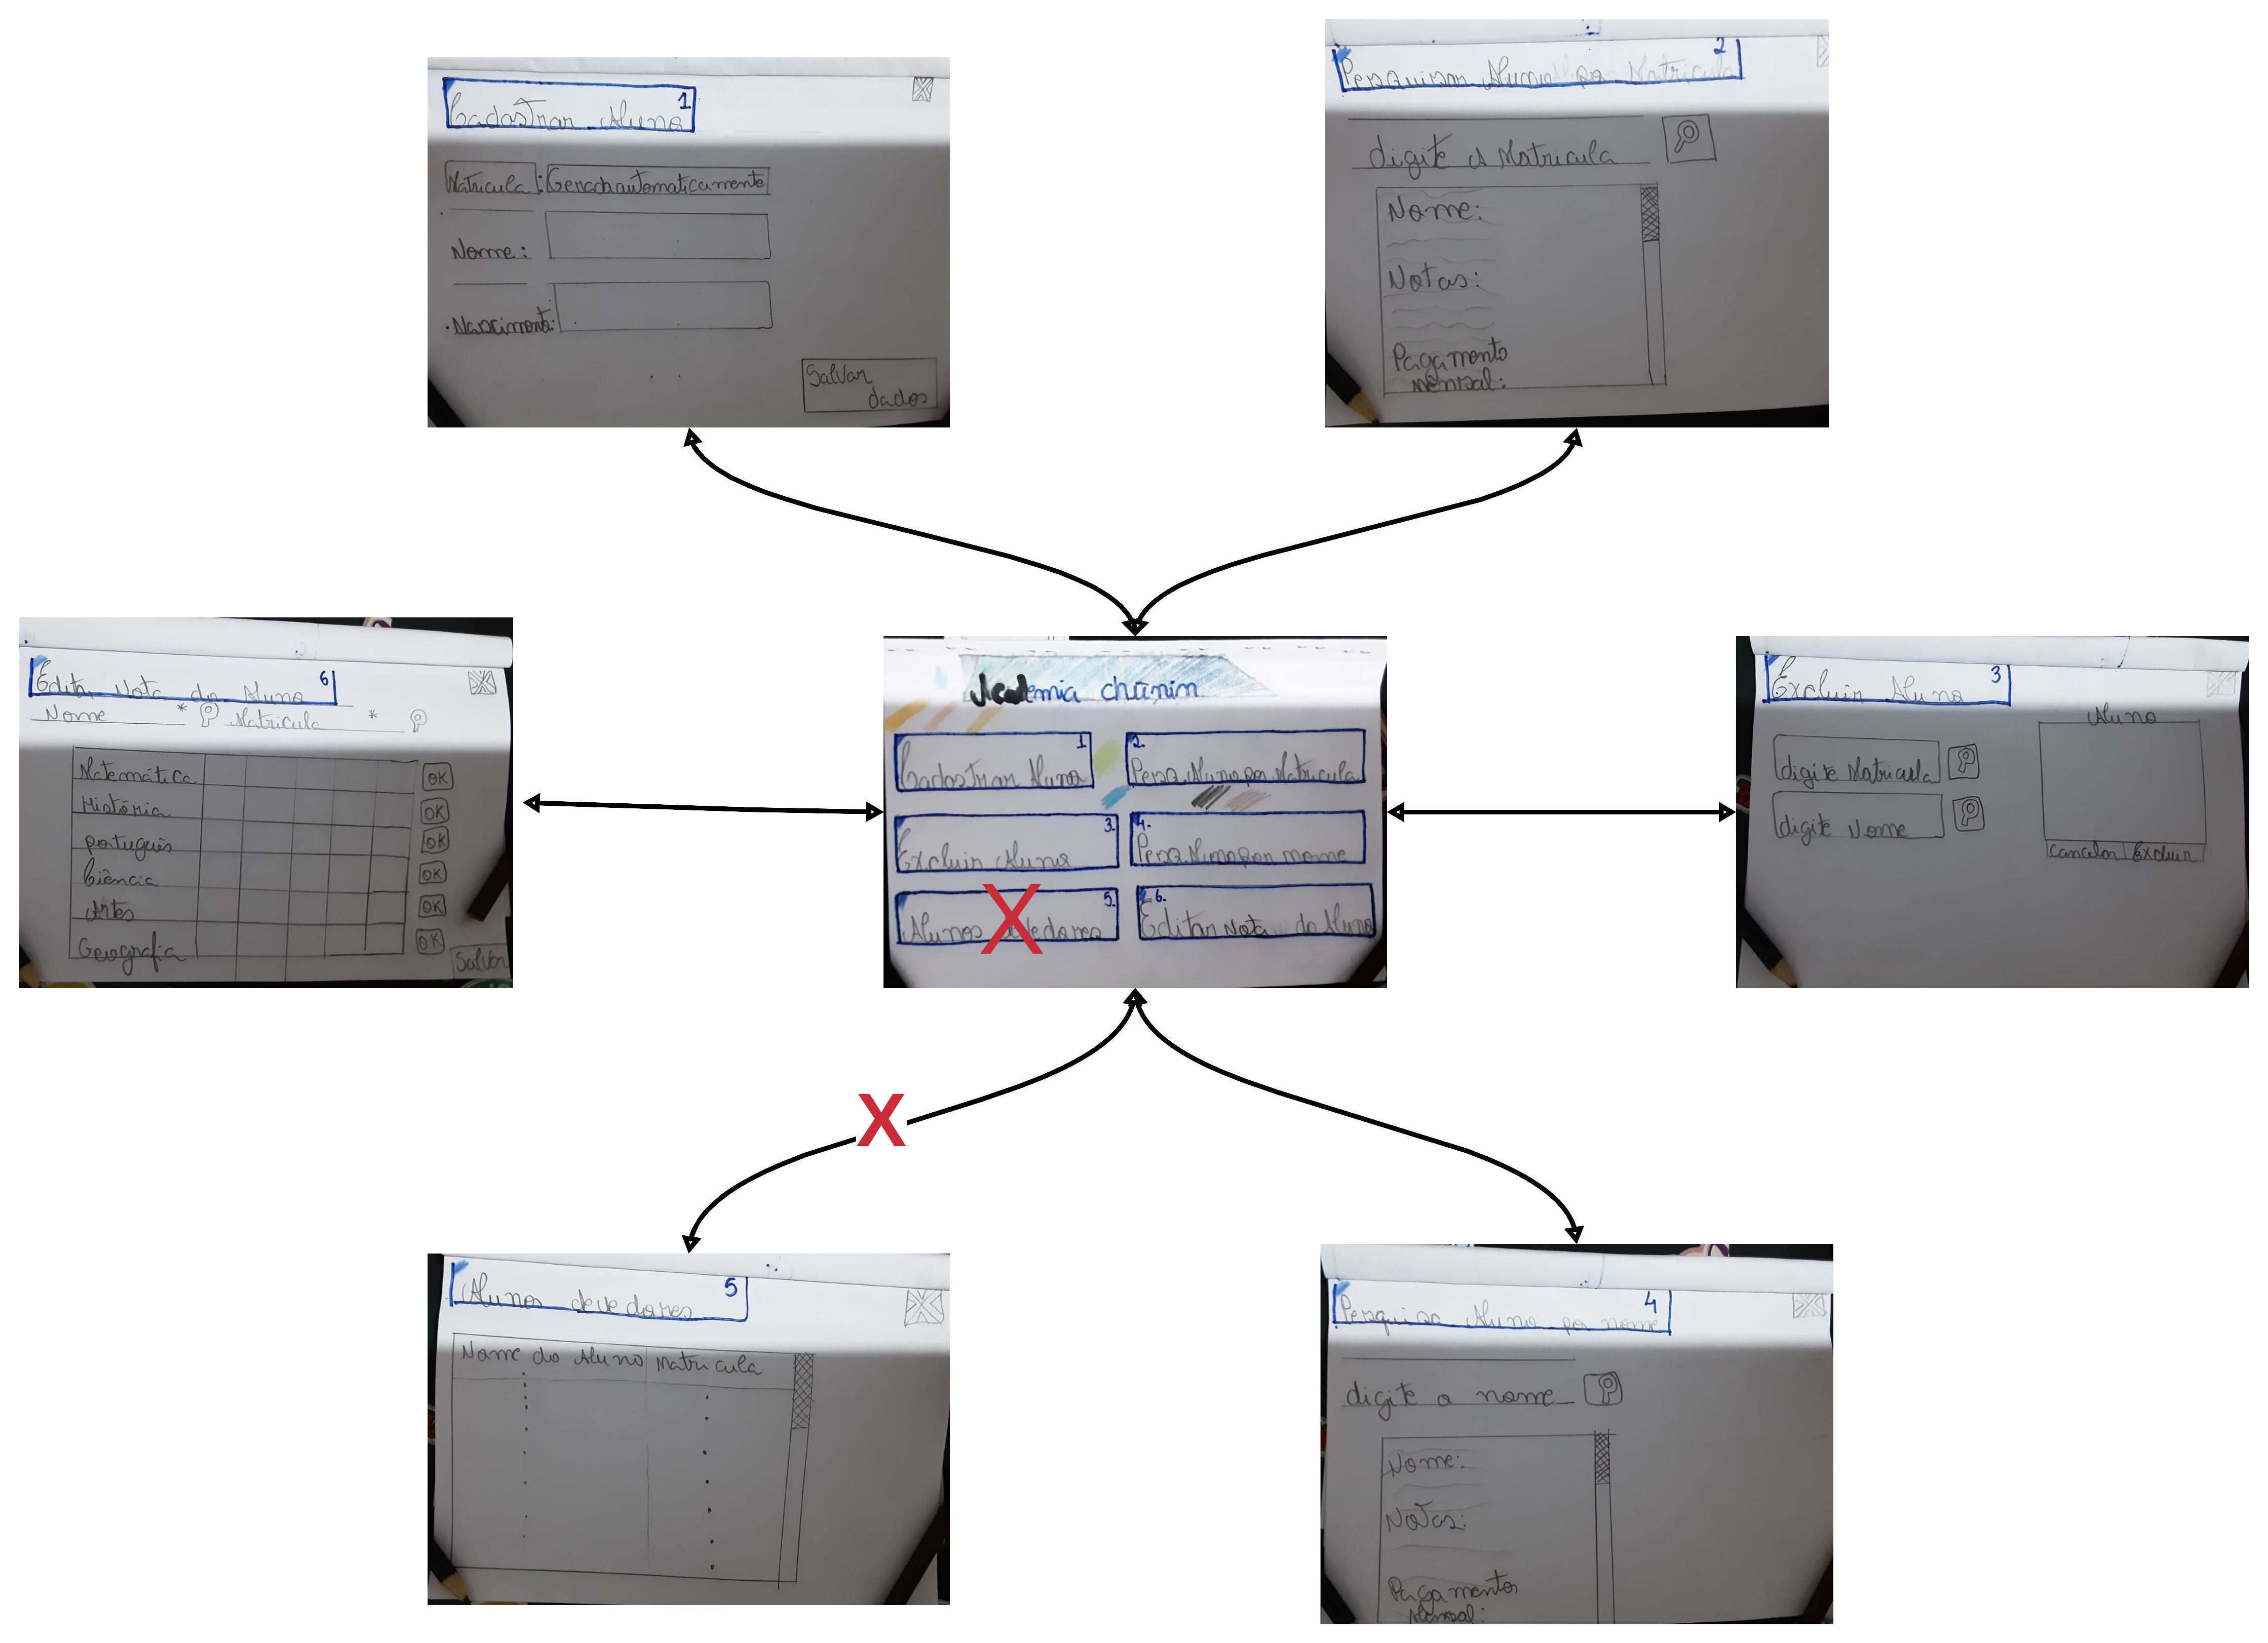 Cadastrar Aluno 1
Matricula : Gerado automaticamente
Nome:
Nascimento:
Salvar
dados
Pesquisar Aluno por Matricula 2
digite a Matricula
Nome:
Notas:
Pagamento
mensal:
Editar Nota do Aluno 6
Nome * Matricula *
Matemática OK
História OK
português OK
Ciência OK
Artes OK
Geografia OK
Salvar
Academia chanin
1 Cadastrar Aluno
2. Pesq. Aluno por Matricula
3. Excluir Aluno
4. Pesq. Aluno por nome
5. Alunos devedores
6. Editar Nota do Aluno
X
Excluir Aluno 3
digite Matricula
digite Nome
Aluno
cancelar Excluir
X
Alunos devedores 5
Nome do Aluno Matricula
Pesquisa Aluno por nome 4
digite o nome
Nome:
Notas:
Pagamento
Mensal: